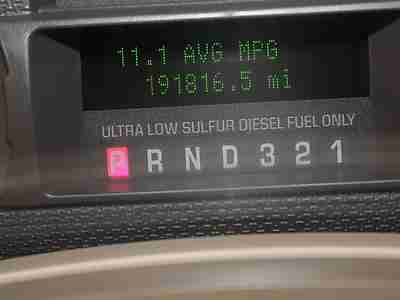 11.1 AVG MPG
191816.5 mi
ULTRA LOW SULFUR DIESEL FUEL ONLY
P R N D 3 2 1